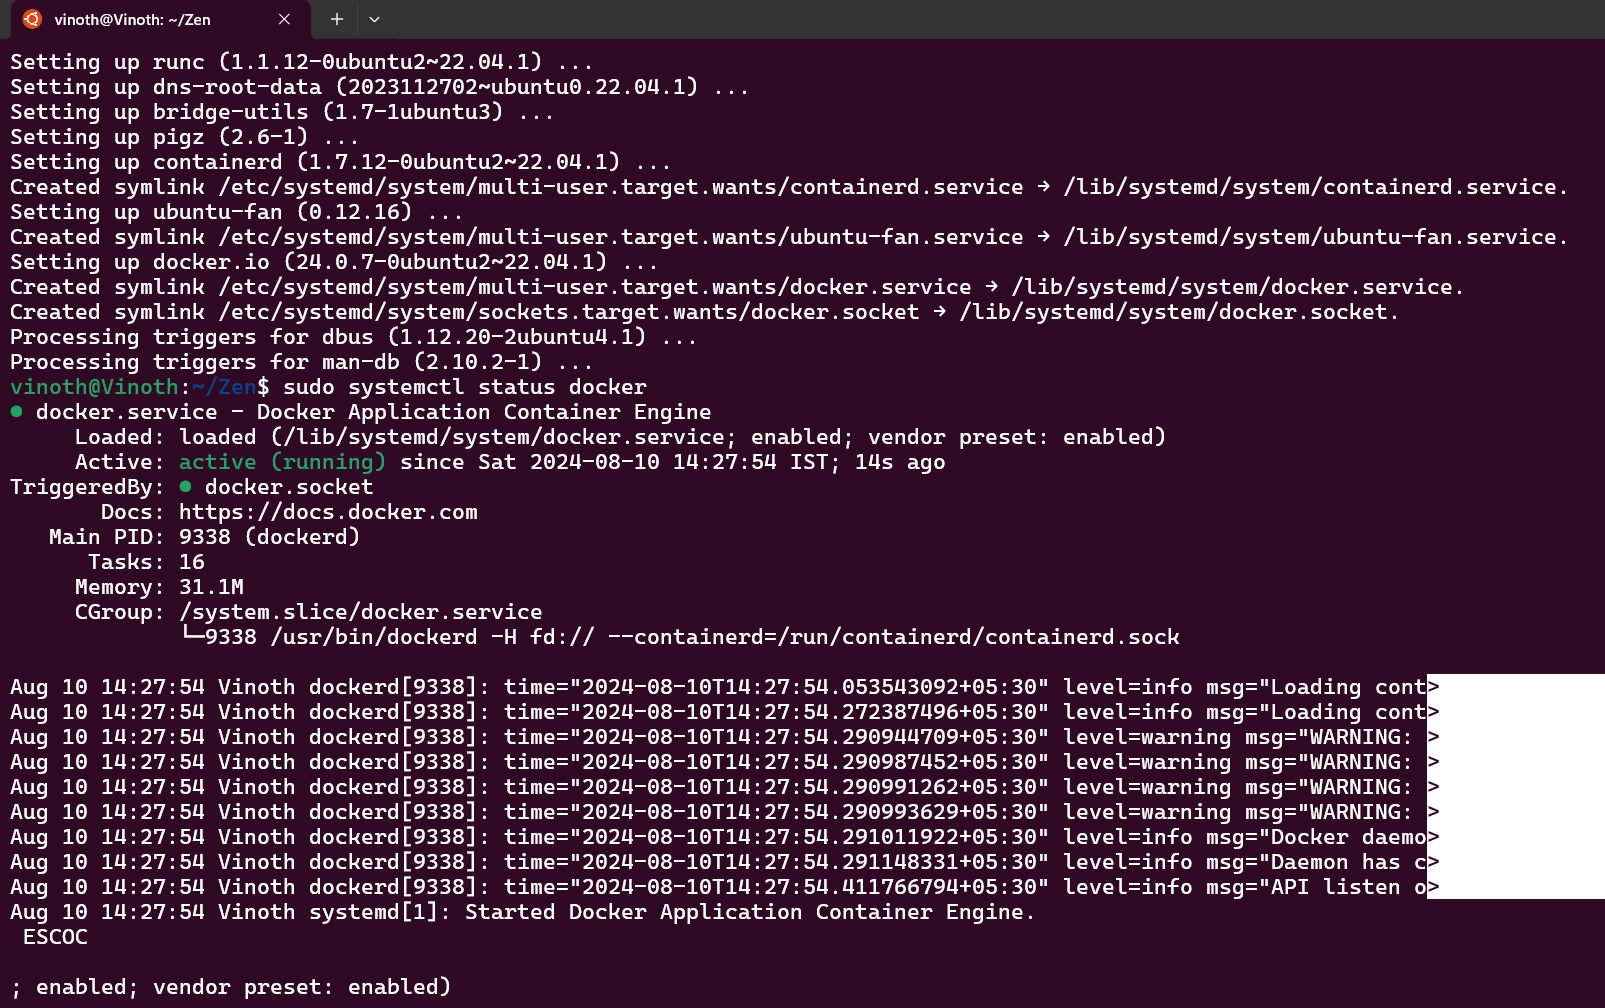 vinoth@Vinoth: ~/Zen
Setting up runc (1.1.12-0ubuntu2~22.04.1) ...
Setting up dns-root-data (2023112702~ubuntu0.22.04.1) ...
Setting up bridge-utils (1.7-1ubuntu3) ...
Setting up pigz (2.6-1) ...
Setting up containerd (1.7.12-0ubuntu2~22.04.1) ...
Created symlink /etc/systemd/system/multi-user.target.wants/containerd.service → /lib/systemd/system/containerd.service.
Setting up ubuntu-fan (0.12.16) ...
Created symlink /etc/systemd/system/multi-user.target.wants/ubuntu-fan.service → /lib/systemd/system/ubuntu-fan.service.
Setting up docker.io (24.0.7-0ubuntu2~22.04.1) ...
Created symlink /etc/systemd/system/multi-user.target.wants/docker.service → /lib/systemd/system/docker.service.
Created symlink /etc/systemd/system/sockets.target.wants/docker.socket → /lib/systemd/system/docker.socket.
Processing triggers for dbus (1.12.20-2ubuntu4.1) ...
Processing triggers for man-db (2.10.2-1) ...
vinoth@Vinoth:~/Zen$ sudo systemctl status docker
● docker.service - Docker Application Container Engine
     Loaded: loaded (/lib/systemd/system/docker.service; enabled; vendor preset: enabled)
     Active: active (running) since Sat 2024-08-10 14:27:54 IST; 14s ago
TriggeredBy: ● docker.socket
       Docs: https://docs.docker.com
   Main PID: 9338 (dockerd)
      Tasks: 16
     Memory: 31.1M
     CGroup: /system.slice/docker.service
             └─9338 /usr/bin/dockerd -H fd:// --containerd=/run/containerd/containerd.sock
Aug 10 14:27:54 Vinoth dockerd[9338]: time="2024-08-10T14:27:54.053543092+05:30" level=info msg="Loading cont>
Aug 10 14:27:54 Vinoth dockerd[9338]: time="2024-08-10T14:27:54.272387496+05:30" level=info msg="Loading cont>
Aug 10 14:27:54 Vinoth dockerd[9338]: time="2024-08-10T14:27:54.290944709+05:30" level=warning msg="WARNING: >
Aug 10 14:27:54 Vinoth dockerd[9338]: time="2024-08-10T14:27:54.290987452+05:30" level=warning msg="WARNING: >
Aug 10 14:27:54 Vinoth dockerd[9338]: time="2024-08-10T14:27:54.290991262+05:30" level=warning msg="WARNING: >
Aug 10 14:27:54 Vinoth dockerd[9338]: time="2024-08-10T14:27:54.290993629+05:30" level=warning msg="WARNING: >
Aug 10 14:27:54 Vinoth dockerd[9338]: time="2024-08-10T14:27:54.291011922+05:30" level=info msg="Docker daemo>
Aug 10 14:27:54 Vinoth dockerd[9338]: time="2024-08-10T14:27:54.291148331+05:30" level=info msg="Daemon has c>
Aug 10 14:27:54 Vinoth dockerd[9338]: time="2024-08-10T14:27:54.411766794+05:30" level=info msg="API listen o>
Aug 10 14:27:54 Vinoth systemd[1]: Started Docker Application Container Engine.
 ESCOC
; enabled; vendor preset: enabled)